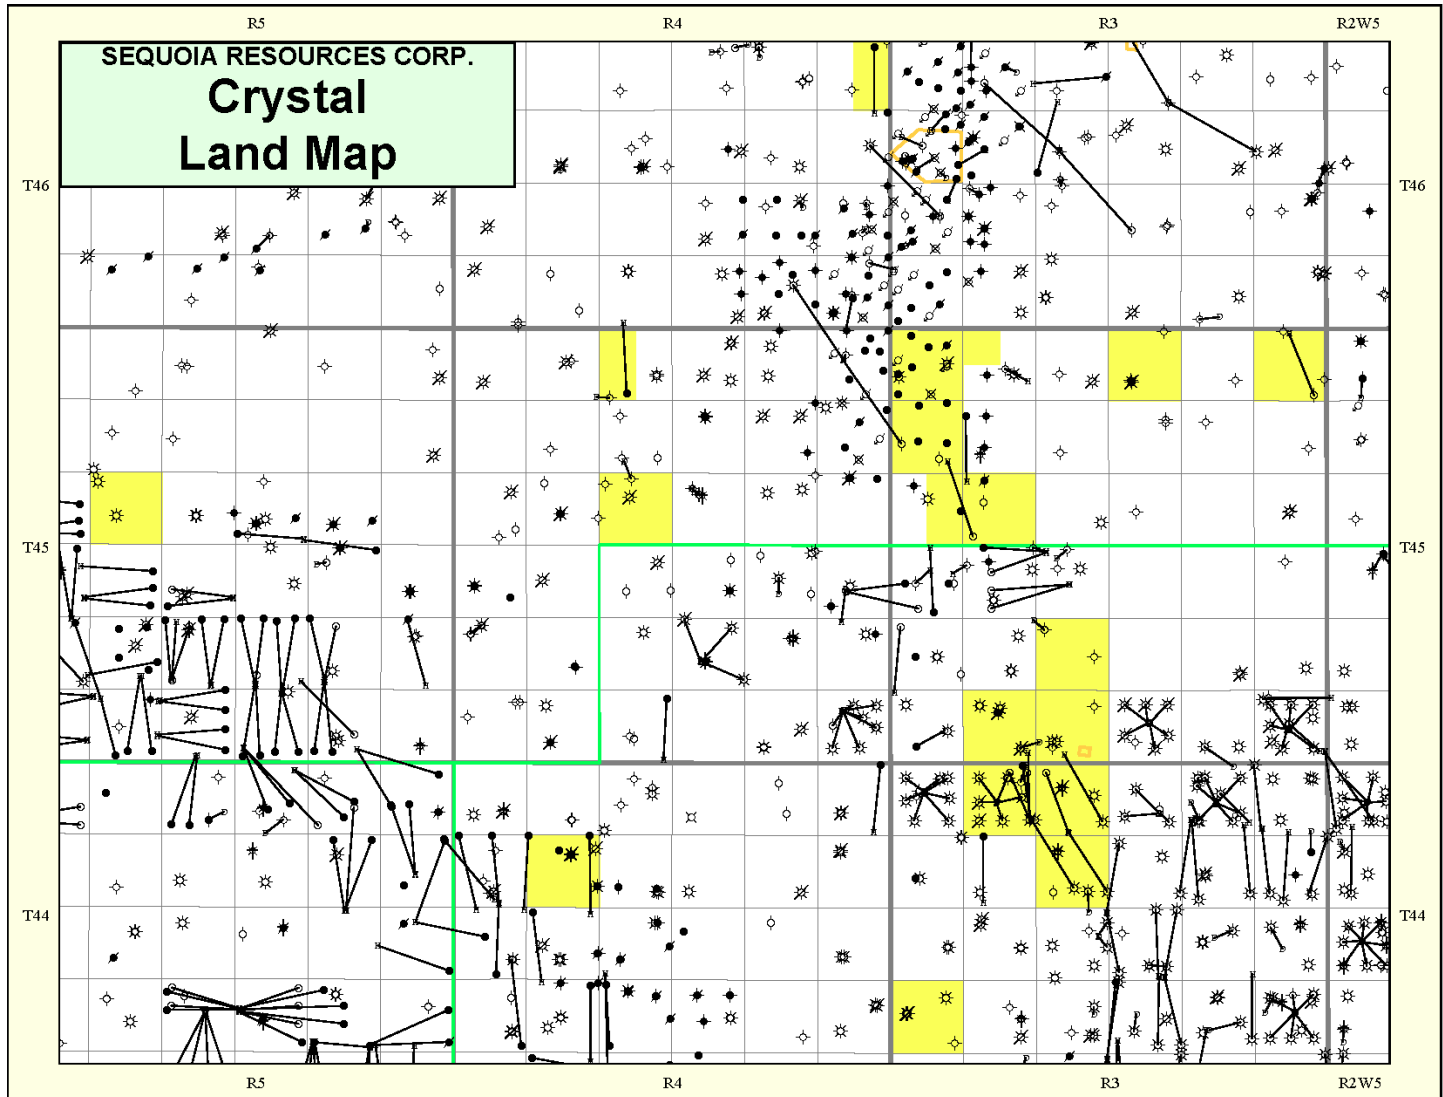 R5 R4 R3 R2W5
SEQUOIA RESOURCES CORP.
Crystal
Land Map
T46 T46
T45 T45
T44 T44
R5 R4 R3 R2W5